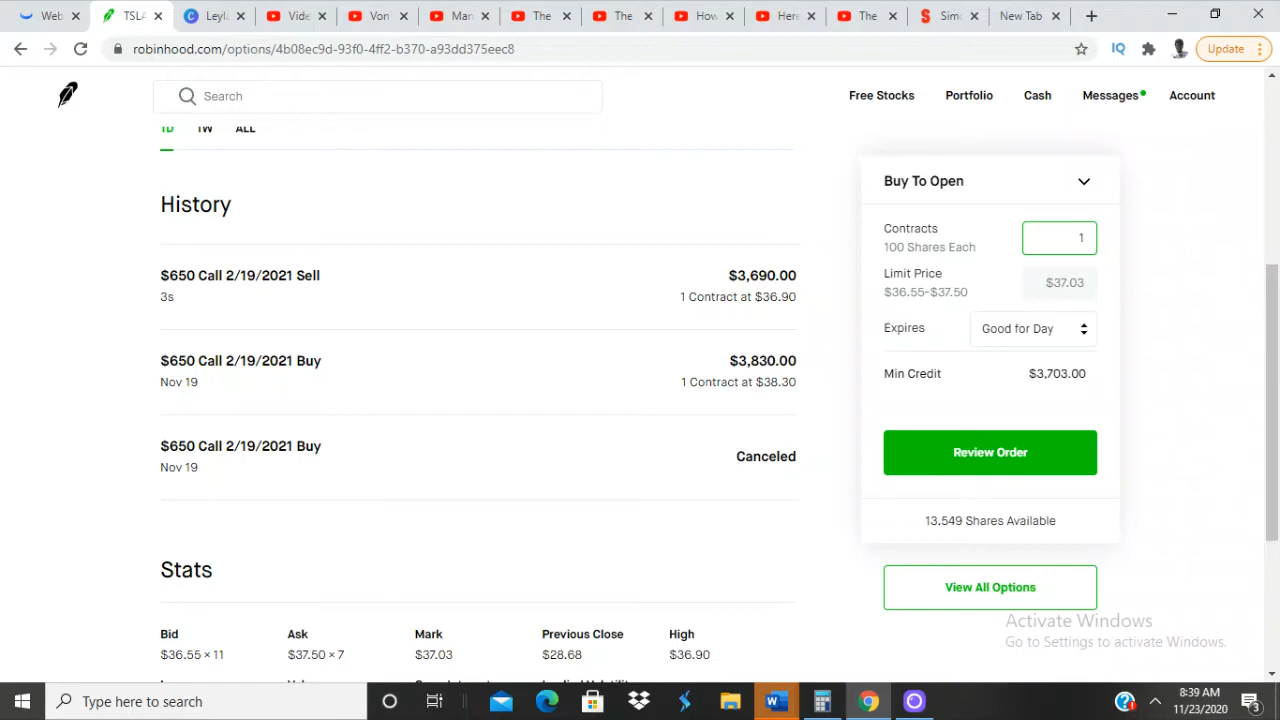 Wel
TSLA
Leyl
Vide
Von
Mar
The
The
How
Her
The
Simo
New Tab
robinhood.com/options/4b08ec9d-93f0-4ff2-b370-a93dd375eec8
IQ
Update
Search
Free Stocks
Portfolio
Cash
Messages
Account
1D
1W
ALL
Buy To Open
History
Contracts
1
100 Shares Each
$650 Call 2/19/2021 Sell
$3,690.00
Limit Price
$37.03
3s
1 Contract at $36.90
$36.55-$37.50
Expires
Good for Day
$650 Call 2/19/2021 Buy
$3,830.00
Min Credit
$3,703.00
Nov 19
1 Contract at $38.30
$650 Call 2/19/2021 Buy
Canceled
Review Order
Nov 19
13.549 Shares Available
Stats
View All Options
Activate Windows
Go to Settings to activate Windows.
Bid
Ask
Mark
Previous Close
High
$36.55 × 11
$37.50 × 7
$37.03
$28.68
$36.90
Type here to search
8:39 AM
11/23/2020
3